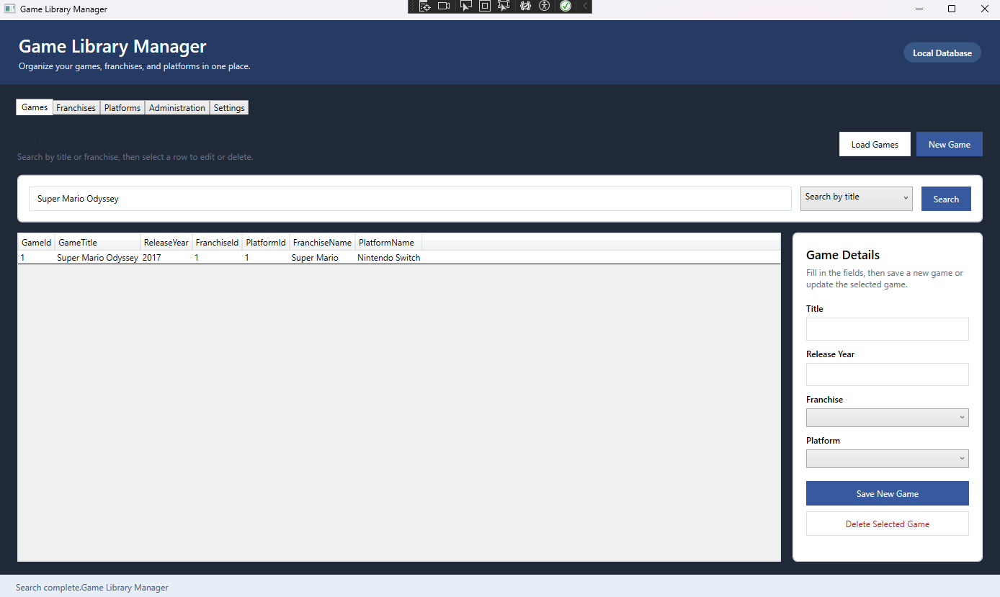 Game Library Manager
Game Library Manager
Organize your games, franchises, and platforms in one place.
Local Database
Games Franchises Platforms Administration Settings
Games
Search by title or franchise, then select a row to edit or delete.
Load Games New Game
Super Mario Odyssey Search by title Search
GameId GameTitle ReleaseYear FranchiseId PlatformId FranchiseName PlatformName
1 Super Mario Odyssey 2017 1 1 Super Mario Nintendo Switch
Game Details
Fill in the fields, then save a new game or
update the selected game.
Title
Release Year
Franchise
Platform
Save New Game
Delete Selected Game
Search complete.Game Library Manager